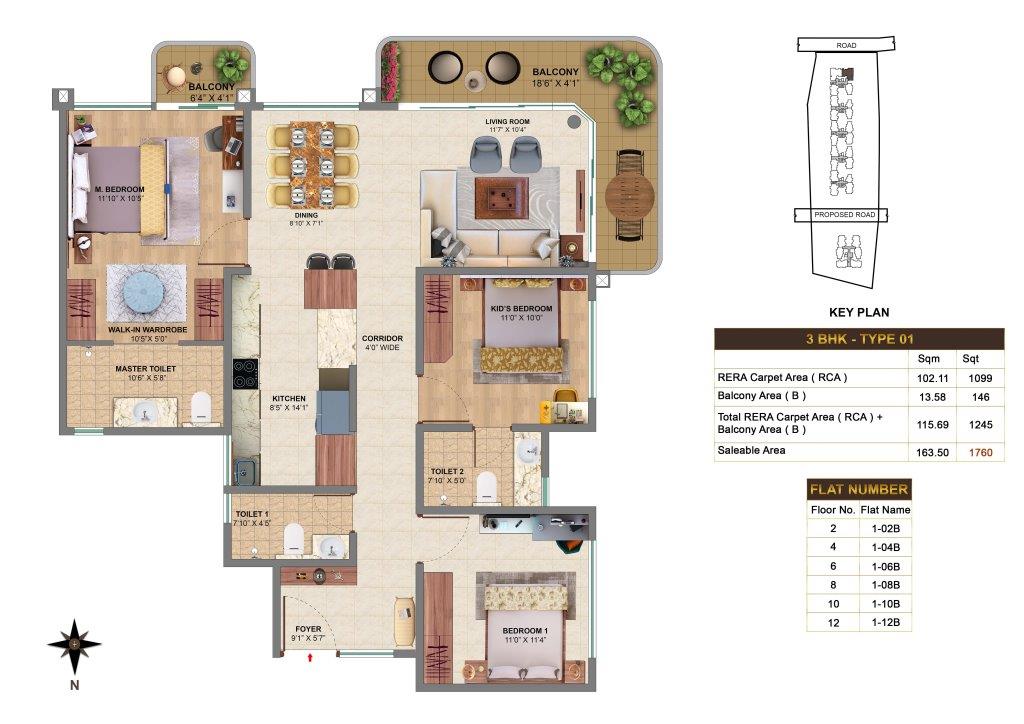 BALCONY
6'4" X 4'1"
BALCONY
18'6" X 4'1"
LIVING ROOM
11'7" X 10'4"
M. BEDROOM
11'10" X 10'5"
DINING
8'10" X 7'1"
KID'S BEDROOM
11'0" X 10'0"
WALK-IN WARDROBE
10'5"X 5'0"
CORRIDOR
4'0" WIDE
MASTER TOILET
10'6" X 5'8"
KITCHEN
8'5" X 14'1"
TOILET 2
7'10" X 5'0"
TOILET 1
7'10" X 4'6"
FOYER
9'1" X 5'7"
BEDROOM 1
11'0" X 11'4"
N
ROAD
PROPOSED ROAD
KEY PLAN
3 BHK - TYPE 01
Sqm Sqt
RERA Carpet Area ( RCA ) 102.11 1099
Balcony Area ( B ) 13.58 146
Total RERA Carpet Area ( RCA ) +
Balcony Area ( B ) 115.69 1245
Saleable Area 163.50 1760
FLAT NUMBER
Floor No. Flat Name
2 1-02B
4 1-04B
6 1-06B
8 1-08B
10 1-10B
12 1-12B